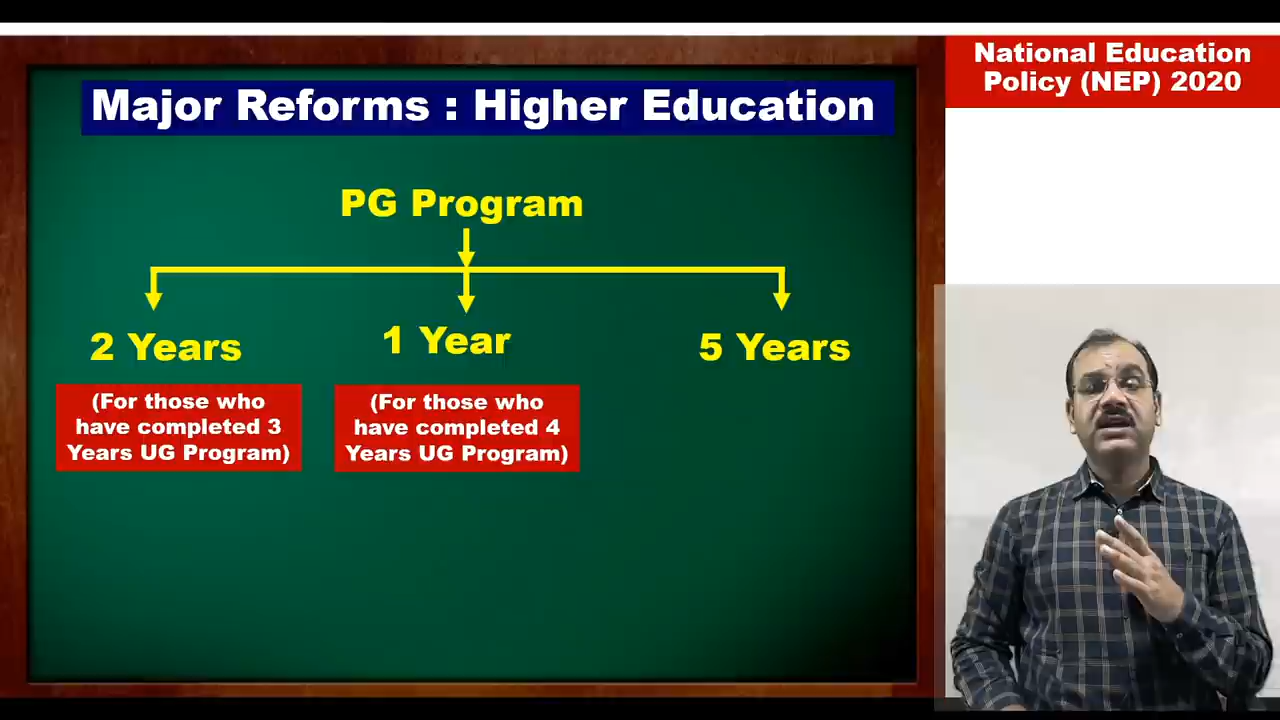 National Education
Policy (NEP) 2020
Major Reforms : Higher Education
PG Program
2 Years
1 Year
5 Years
(For those who
have completed 3
Years UG Program)
(For those who
have completed 4
Years UG Program)